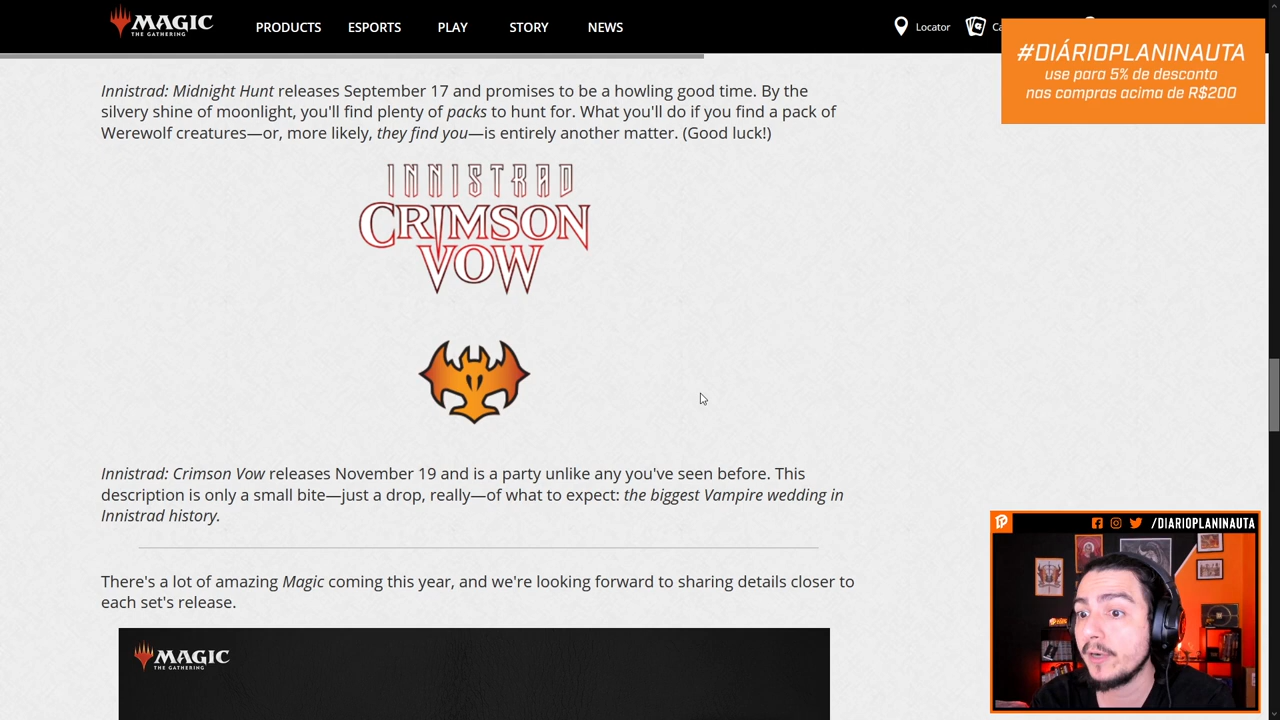 MAGIC
THE GATHERING
PRODUCTS ESPORTS PLAY STORY NEWS
Locator
#DIÁRIOPLANINAUTA
use para 5% de desconto
nas compras acima de R$200
Innistrad: Midnight Hunt releases September 17 and promises to be a howling good time. By the
silvery shine of moonlight, you'll find plenty of packs to hunt for. What you'll do if you find a pack of
Werewolf creatures—or, more likely, they find you—is entirely another matter. (Good luck!)
INNISTRAD
CRIMSON
VOW
Innistrad: Crimson Vow releases November 19 and is a party unlike any you've seen before. This
description is only a small bite—just a drop, really—of what to expect: the biggest Vampire wedding in
Innistrad history.
/DIARIOPLANINAUTA
There's a lot of amazing Magic coming this year, and we're looking forward to sharing details closer to
each set's release.
MAGIC
THE GATHERING